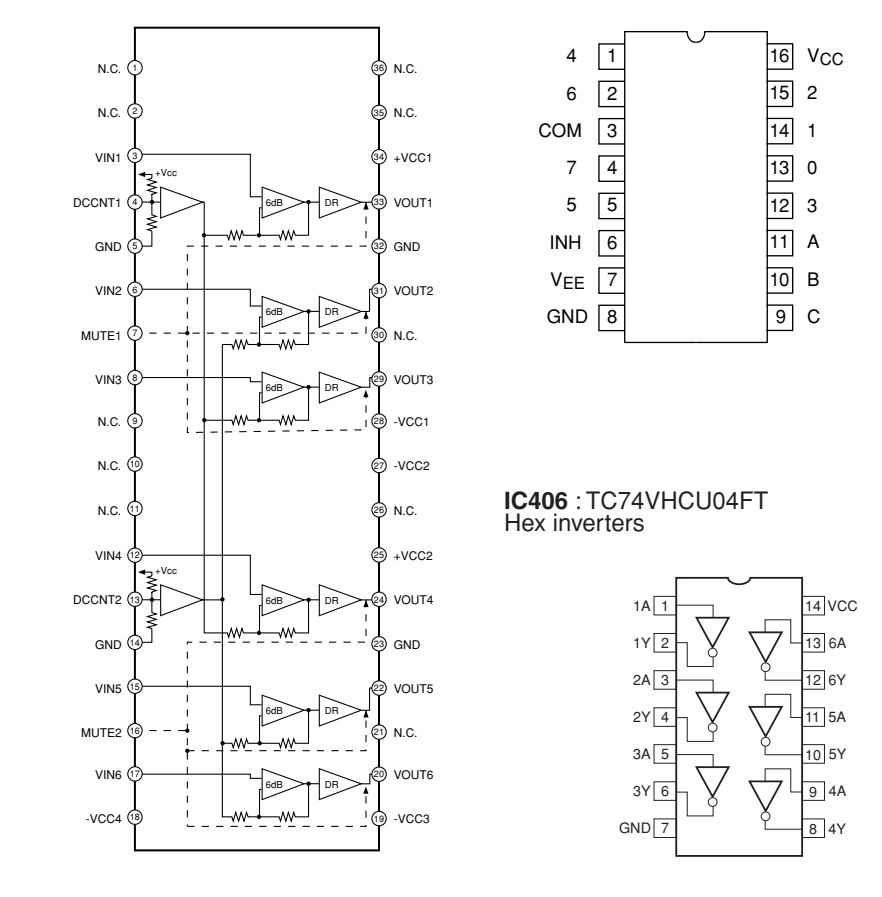 N.C. 1 36 N.C.
N.C. 2 35 N.C.
VIN1 3 34 +VCC1
+Vcc
DCCNT1 4 6dB DR 33 VOUT1
GND 5 32 GND
VIN2 6 31 VOUT2
6dB DR
MUTE1 7 30 N.C.
VIN3 8 29 VOUT3
6dB DR
N.C. 9 28 -VCC1
N.C. 10 27 -VCC2
N.C. 11 26 N.C.
VIN4 12 25 +VCC2
+Vcc
DCCNT2 13 6dB DR 24 VOUT4
GND 14 23 GND
VIN5 15 22 VOUT5
6dB DR
MUTE2 16 21 N.C.
VIN6 17 20 VOUT6
6dB DR
-VCC4 18 19 -VCC3
4 1 16 VCC
6 2 15 2
COM 3 14 1
7 4 13 0
5 5 12 3
INH 6 11 A
VEE 7 10 B
GND 8 9 C
IC406 : TC74VHCU04FT
Hex inverters
1A 1 14 VCC
1Y 2 13 6A
2A 3 12 6Y
2Y 4 11 5A
3A 5 10 5Y
3Y 6 9 4A
GND 7 8 4Y